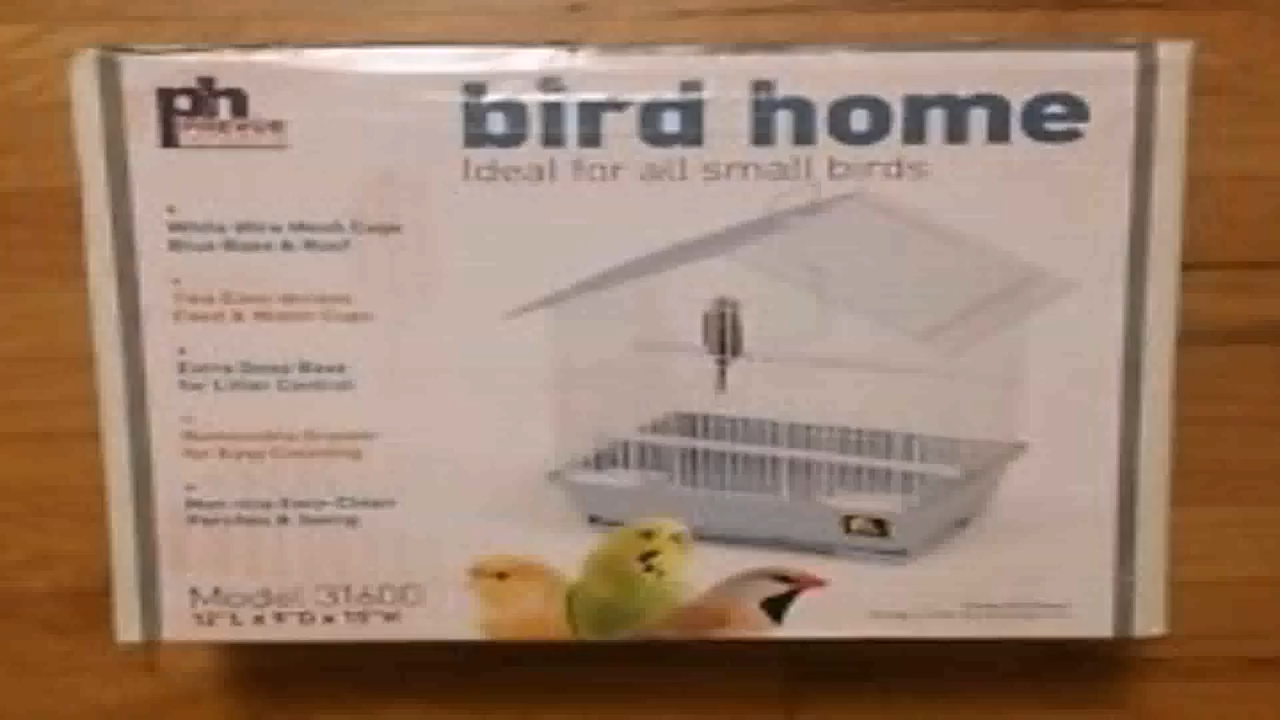 ph
PREVUE
bird home
Ideal for all small birds
White Wire Mesh Cage
Blue Base & Roof
Two Easy-Access
Feed & Water Cups
Extra Deep Base
for Litter Control
Removable Drawer
for Easy Cleaning
Non-slip Easy-Clean
Perches & Swing
Model 31600